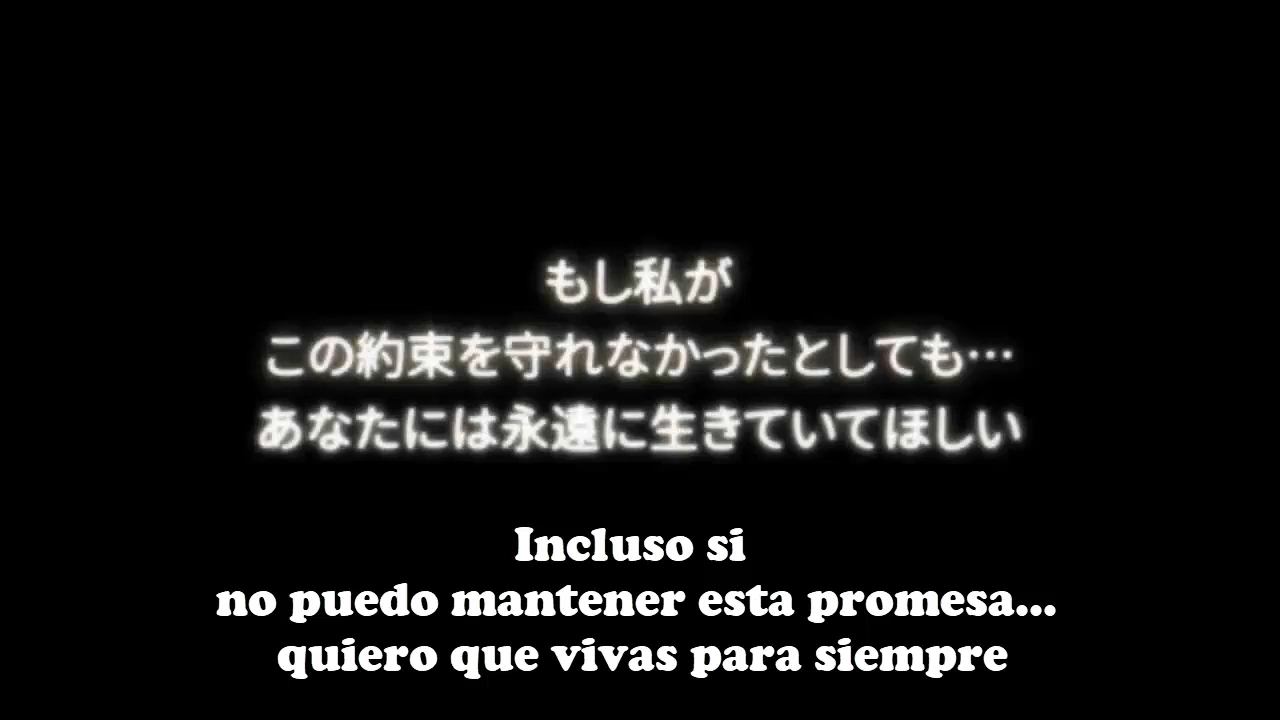 もし私が
この約束を守れなかったとしても…
あなたには永遠に生きていてほしい
Incluso si
no puedo mantener esta promesa...
quiero que vivas para siempre